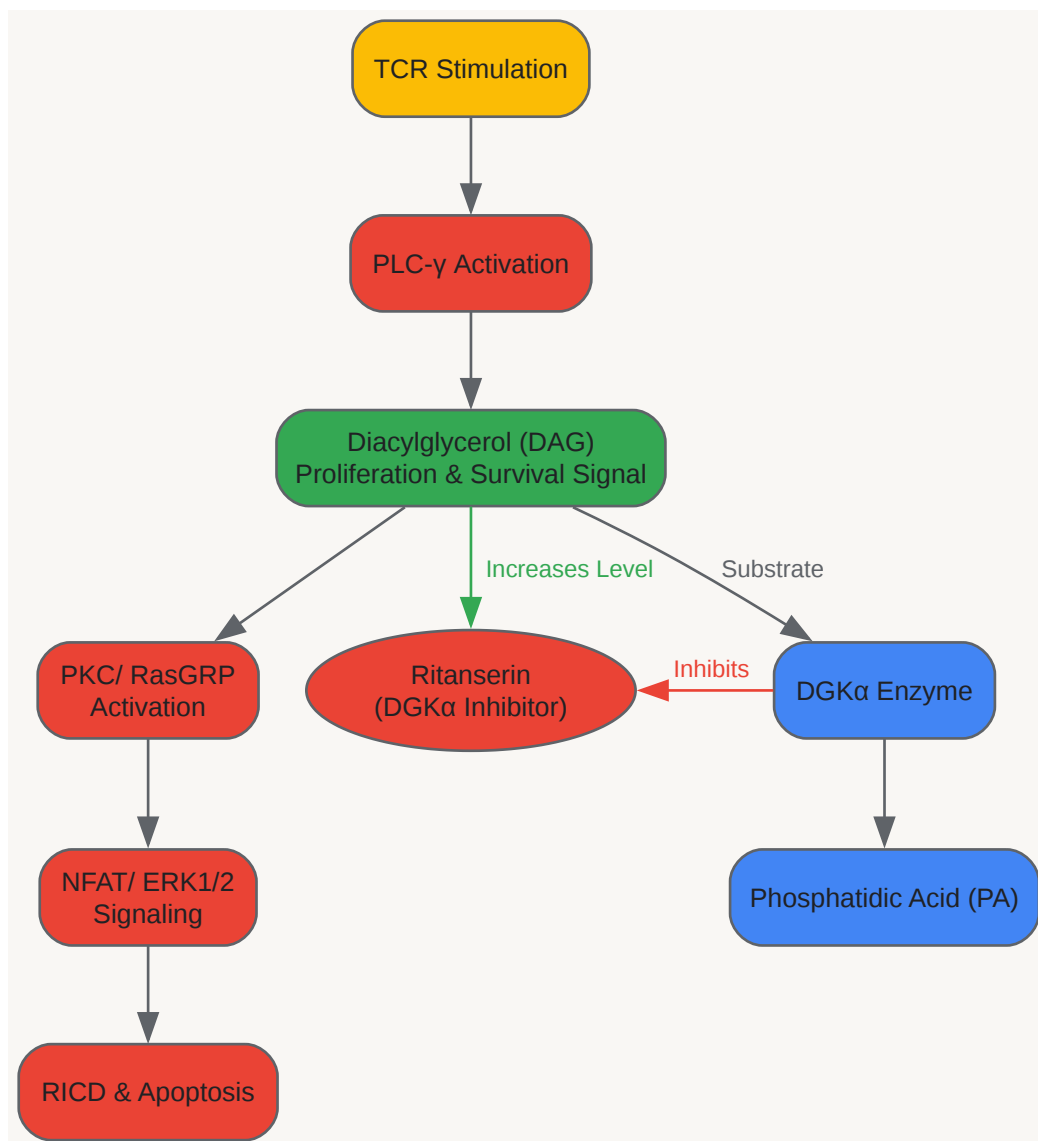 TCR Stimulation
PLC-γ Activation
Diacylglycerol (DAG)
Proliferation & Survival Signal
Increases Level
Substrate
PKC/ RasGRP
Activation
Ritanserin
(DGKα Inhibitor)
Inhibits
DGKα Enzyme
NFAT/ ERK1/2
Signaling
Phosphatidic Acid (PA)
RICD & Apoptosis